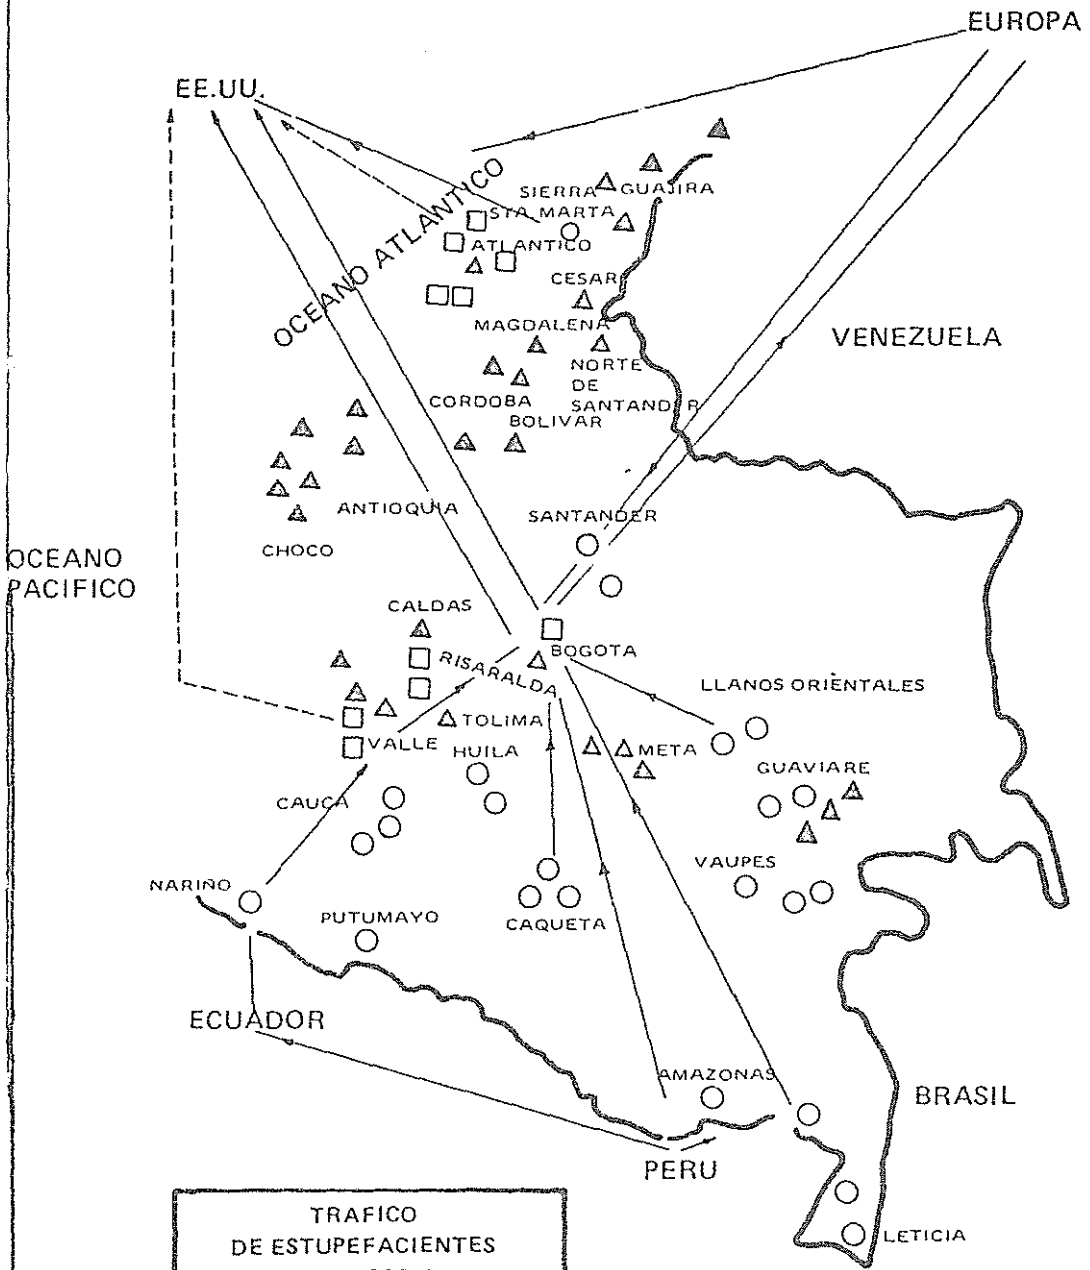 EUROPA
EE.UU.
OCEANO ATLANTICO
SIERRA GUAJIRA
STA MARTA
ATLANTICO
CESAR
MAGDALENA
VENEZUELA
NORTE
DE
SANTANDER
CORDOBA
BOLIVAR
ANTIOQUIA
SANTANDER
CHOCO
OCEANO
PACIFICO
CALDAS
RISARALDA
BOGOTA
LLANOS ORIENTALES
TOLIMA
VALLE
HUILA
META
GUAVIARE
CAUCA
VAUPES
NARIÑO
PUTUMAYO
CAQUETA
ECUADOR
AMAZONAS
BRASIL
PERU
LETICIA
TRAFICO
DE ESTUPEFACIENTES